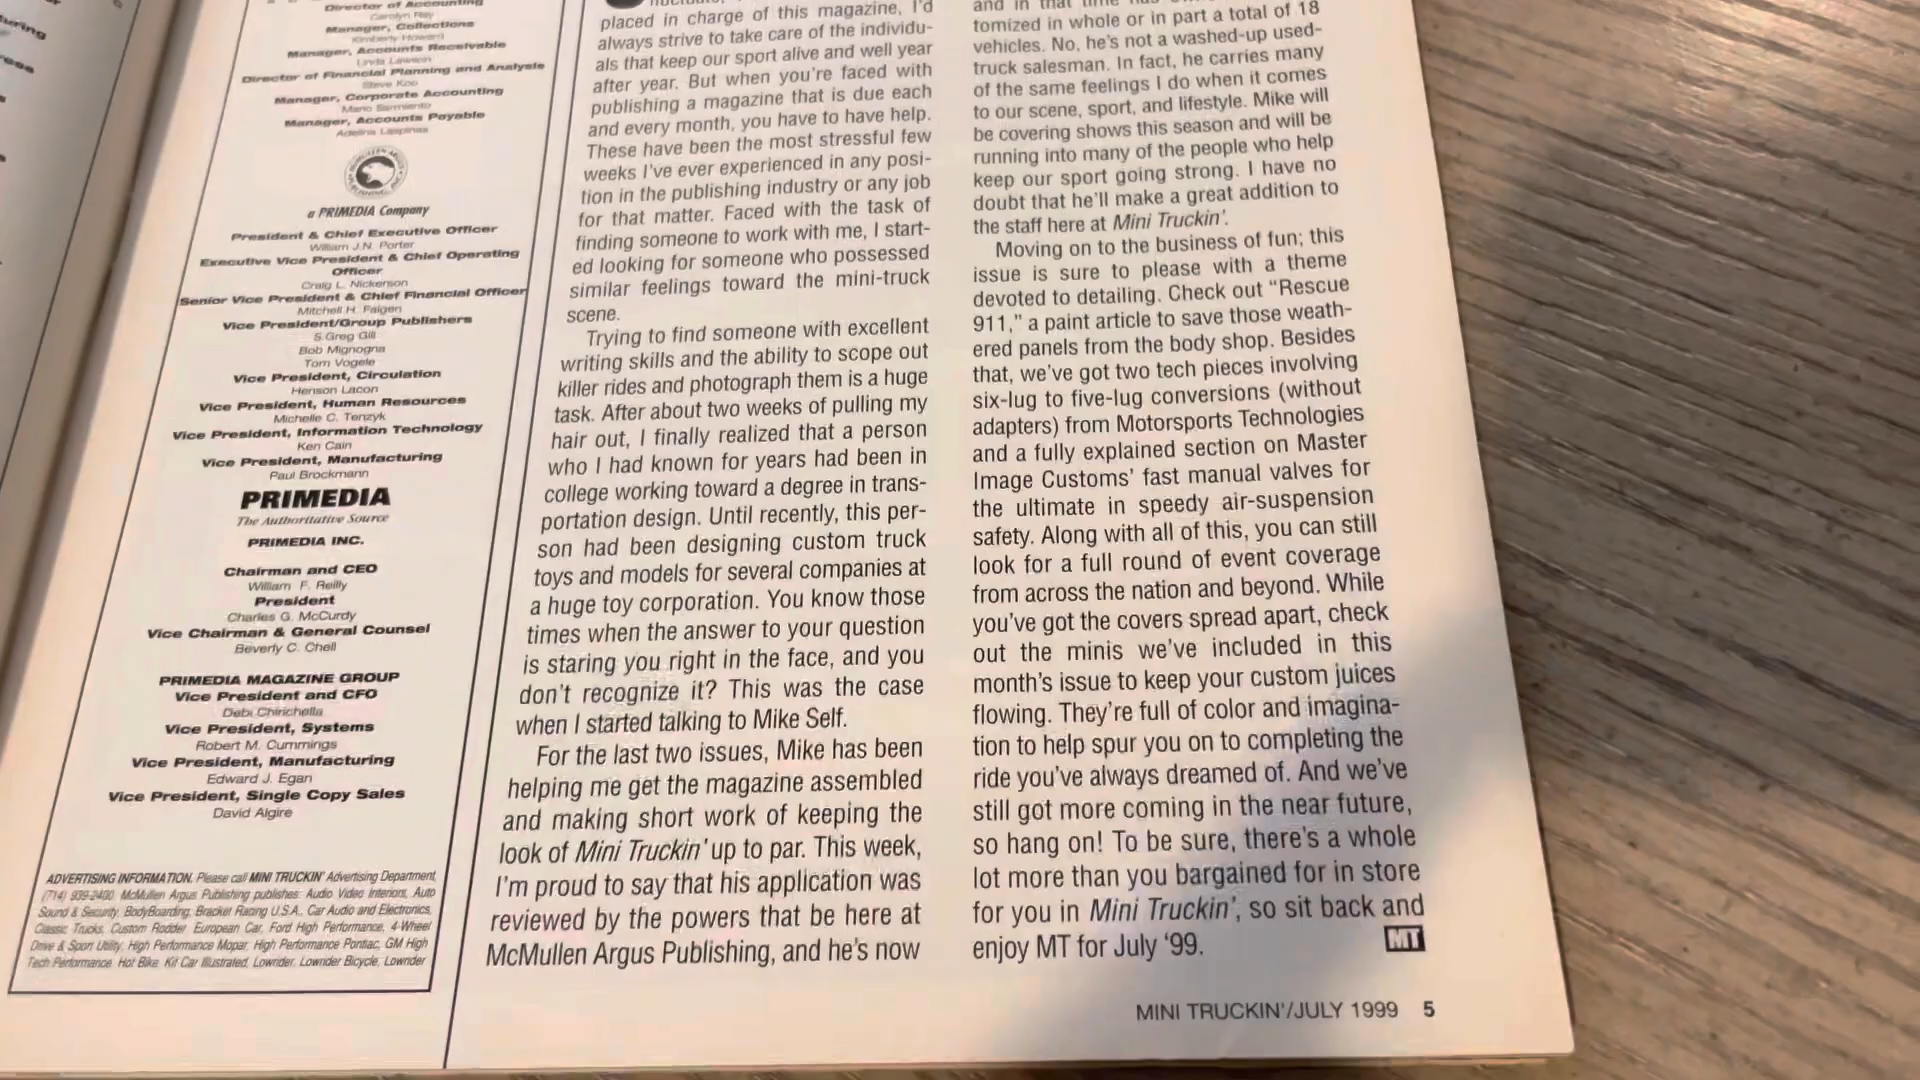 Director of Accounting
Carolyn Ray
Manager, Collections
Kimberly Howard
Manager, Accounts Receivable
Linda
Director of Financial Planning and Analysis
Steve Koo
Manager, Corporate Accounting
Mario Sarmiento
Manager, Accounts Payable
Adelina
a PRIMEDIA Company
President & Chief Executive Officer
William J.N. Porter
Executive Vice President & Chief Operating
Officer
Craig L. Nickerson
Senior Vice President & Chief Financial Officer
Mitchell H. Faigen
Vice President/Group Publishers
S.Greg Gill
Bob Mignogna
Tom Vogele
Vice President, Circulation
Henson Lacon
Vice President, Human Resources
Michelle C. Tenzyk
Vice President, Information Technology
Ken Cain
Vice President, Manufacturing
Paul Brockmann
PRIMEDIA
The Authoritative Source
PRIMEDIA INC.
Chairman and CEO
William F. Reilly
President
Charles G. McCurdy
Vice Chairman & General Counsel
Beverly C. Chell
PRIMEDIA MAGAZINE GROUP
Vice President and CFO
Debi Chirichella
Vice President, Systems
Robert M. Cummings
Vice President, Manufacturing
Edward J. Egan
Vice President, Single Copy Sales
David Algire
ADVERTISING INFORMATION. Please call MINI TRUCKIN' Advertising Department,
(714) 939-2400. McMullen Argus Publishing publishes: Audio Video Interiors, Auto
Sound & Security, BodyBoarding, Bracket Racing U.S.A., Car Audio and Electronics,
Classic Trucks, Custom Rodder, European Car, Ford High Performance, 4-Wheel
Drive & Sport Utility, High Performance Mopar, High Performance Pontiac, GM High
Tech Performance, Hot Bike, Kit Car Illustrated, Lowrider, Lowrider Bicycle, Lowrider
placed in charge of this magazine, I'd
always strive to take care of the individu-
als that keep our sport alive and well year
after year. But when you're faced with
publishing a magazine that is due each
and every month, you have to have help.
These have been the most stressful few
weeks I've ever experienced in any posi-
tion in the publishing industry or any job
for that matter. Faced with the task of
finding someone to work with me, I start-
ed looking for someone who possessed
similar feelings toward the mini-truck
scene.
Trying to find someone with excellent
writing skills and the ability to scope out
killer rides and photograph them is a huge
task. After about two weeks of pulling my
hair out, I finally realized that a person
who I had known for years had been in
college working toward a degree in trans-
portation design. Until recently, this per-
son had been designing custom truck
toys and models for several companies at
a huge toy corporation. You know those
times when the answer to your question
is staring you right in the face, and you
don't recognize it? This was the case
when I started talking to Mike Self.
For the last two issues, Mike has been
helping me get the magazine assembled
and making short work of keeping the
look of Mini Truckin' up to par. This week,
I'm proud to say that his application was
reviewed by the powers that be here at
McMullen Argus Publishing, and he's now
and in that time has
tomized in whole or in part a total of 18
vehicles. No, he's not a washed-up used-
truck salesman. In fact, he carries many
of the same feelings I do when it comes
to our scene, sport, and lifestyle. Mike will
be covering shows this season and will be
running into many of the people who help
keep our sport going strong. I have no
doubt that he'll make a great addition to
the staff here at Mini Truckin'.
Moving on to the business of fun; this
issue is sure to please with a theme
devoted to detailing. Check out "Rescue
911," a paint article to save those weath-
ered panels from the body shop. Besides
that, we've got two tech pieces involving
six-lug to five-lug conversions (without
adapters) from Motorsports Technologies
and a fully explained section on Master
Image Customs' fast manual valves for
the ultimate in speedy air-suspension
safety. Along with all of this, you can still
look for a full round of event coverage
from across the nation and beyond. While
you've got the covers spread apart, check
out the minis we've included in this
month's issue to keep your custom juices
flowing. They're full of color and imagina-
tion to help spur you on to completing the
ride you've always dreamed of. And we've
still got more coming in the near future,
so hang on! To be sure, there's a whole
lot more than you bargained for in store
for you in Mini Truckin', so sit back and
enjoy MT for July '99.
MT
MINI TRUCKIN'/JULY 1999 5